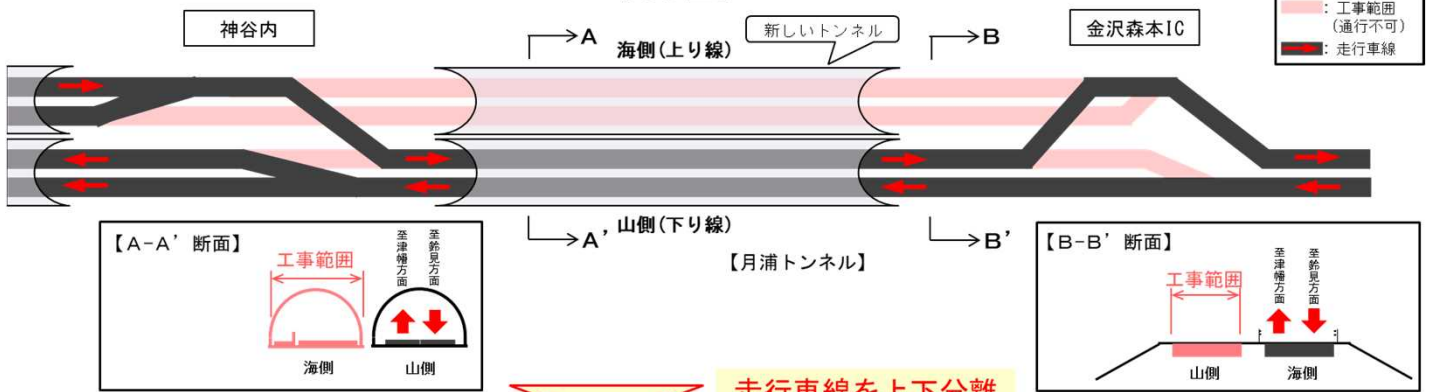 ：工事範囲
(通行不可)
：走行車線
神谷内
A
海側(上り線)
新しいトンネル
B
金沢森本IC
A'
山側(下り線)
B'
【月浦トンネル】
【A-A' 断面】
工事範囲
至津幡方面
至鈴見方面
海側
山側
【B-B' 断面】
工事範囲
至津幡方面
至鈴見方面
山側
海側
走行車線を上下分離